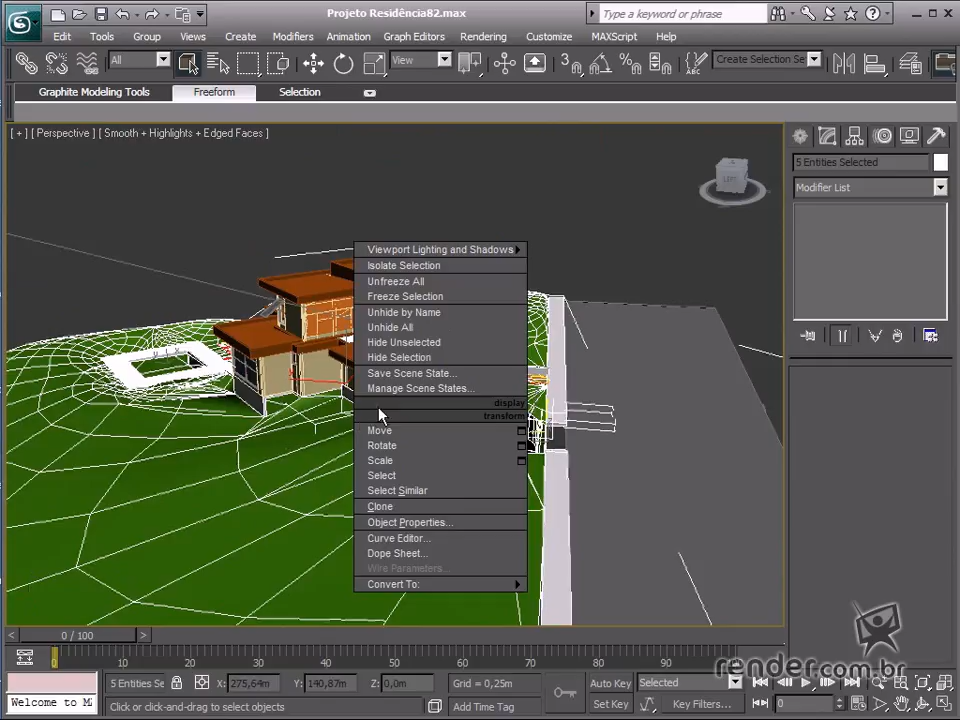 Projeto Residência82.max
Type a keyword or phrase
Edit Tools Group Views Create Modifiers Animation Graph Editors Rendering Customize MAXScript Help
All View Create Selection Se
Graphite Modeling Tools Freeform Selection
[ + ] [ Perspective ] [ Smooth + Highlights + Edged Faces ]
5 Entities Selected
Modifier List
LEFT
Viewport Lighting and Shadows
Isolate Selection
Unfreeze All
Freeze Selection
Unhide by Name
Unhide All
Hide Unselected
Hide Selection
Save Scene State...
Manage Scene States...
display
transform
Move
Rotate
Scale
Select
Select Similar
Clone
Object Properties...
Curve Editor...
Dope Sheet...
Wire Parameters...
Convert To:
< 0 / 100 >
0 10 20 30 40 50 60 70 80 90
render.com.br
5 Entities Se X: 275,64m Y: 140,87m Z: 0,0m Grid = 0,25m Auto Key Selected
Welcome to M Click or click-and-drag to select objects Add Time Tag Set Key Key Filters... 0